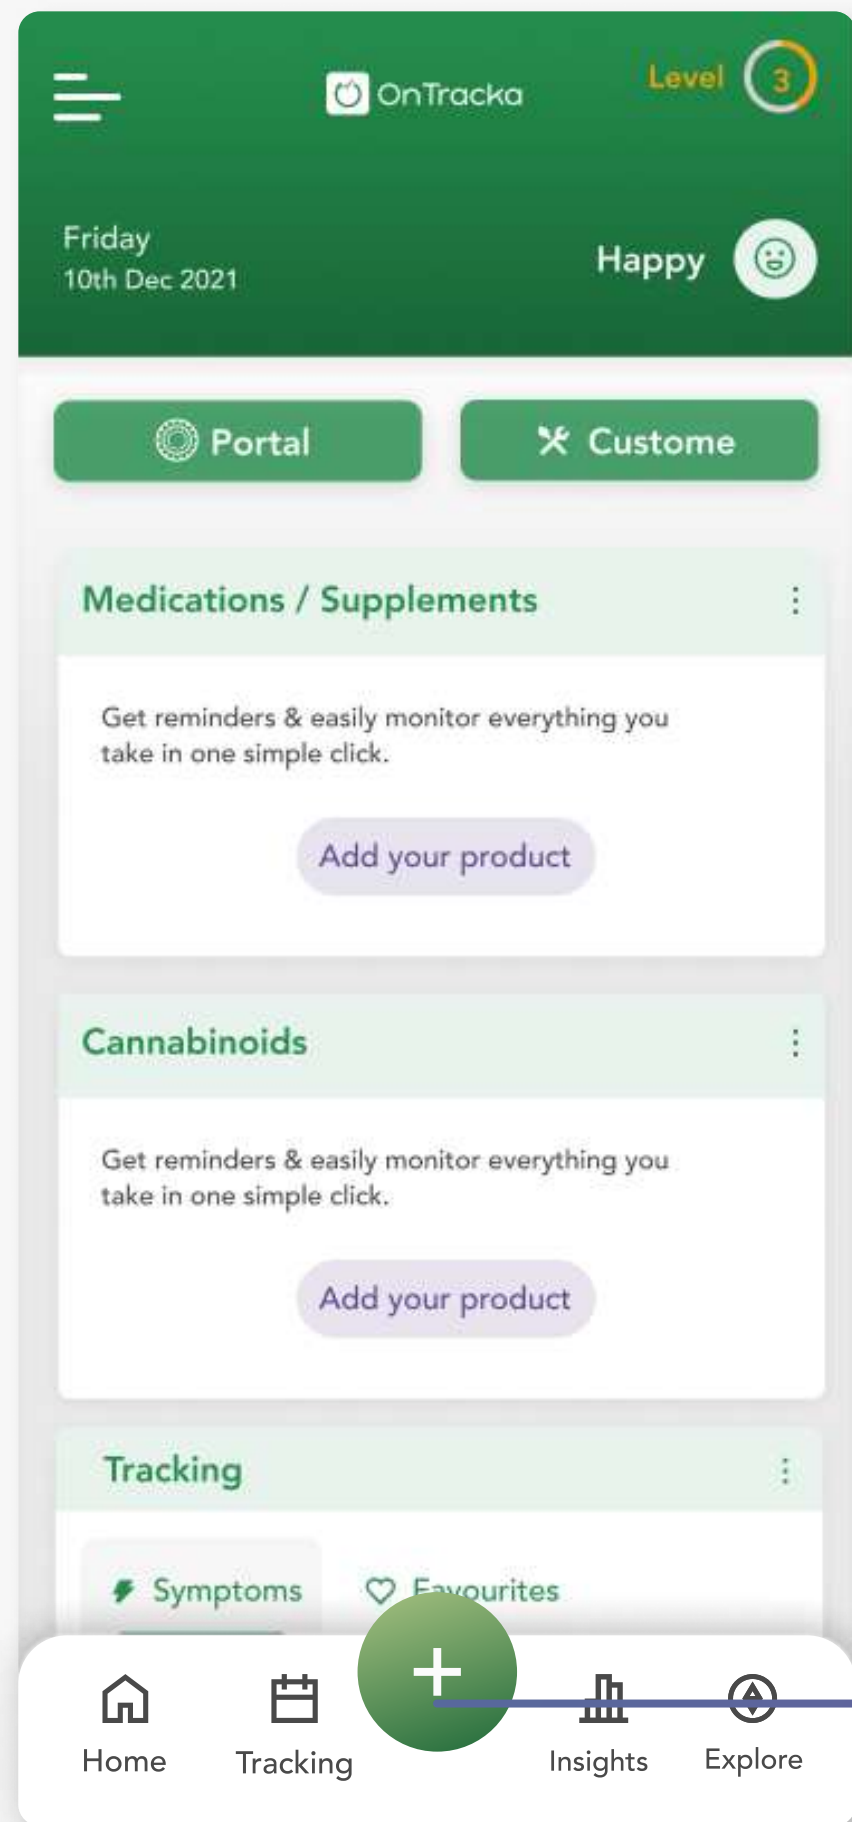 OnTracka
Level 3
Friday
10th Dec 2021
Happy
Portal
Custome
Medications / Supplements
Get reminders & easily monitor everything you
take in one simple click.
Add your product
Cannabinoids
Get reminders & easily monitor everything you
take in one simple click.
Add your product
Tracking
Symptoms
Favourites
Home
Tracking
Insights
Explore